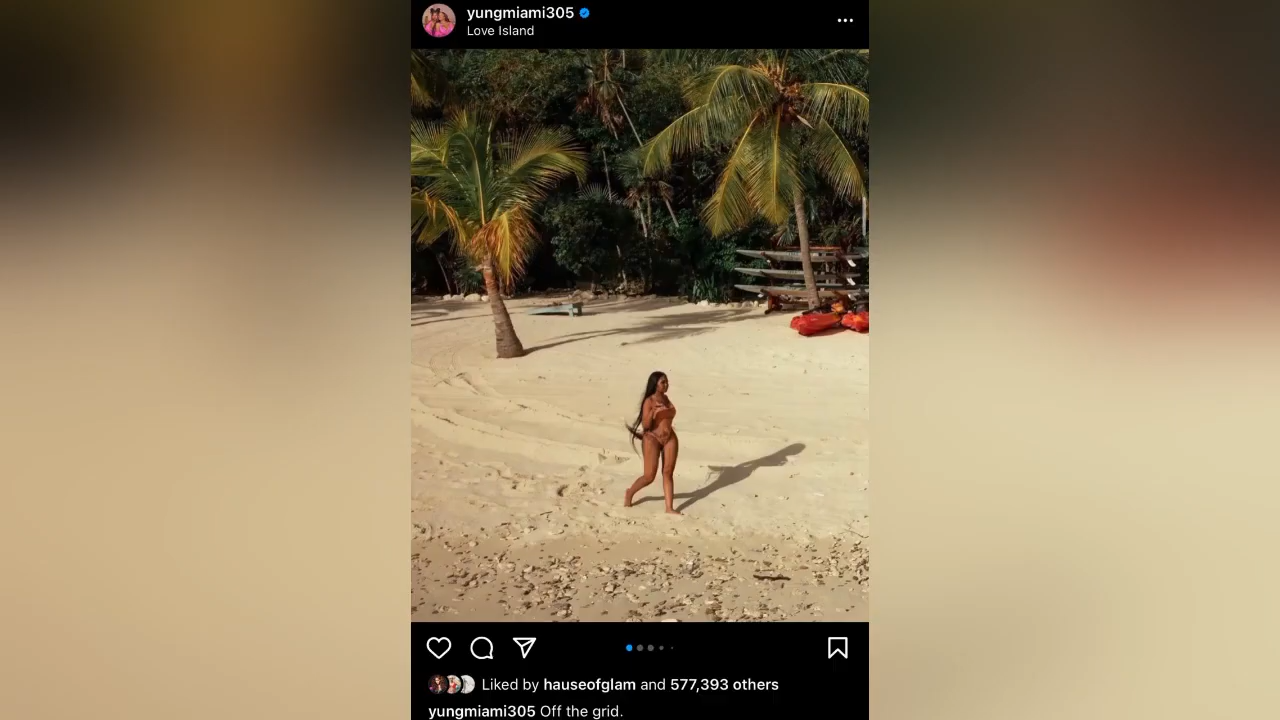 yungmiami305
Love Island
Liked by hauseofglam and 577,393 others
yungmiami305 Off the grid.